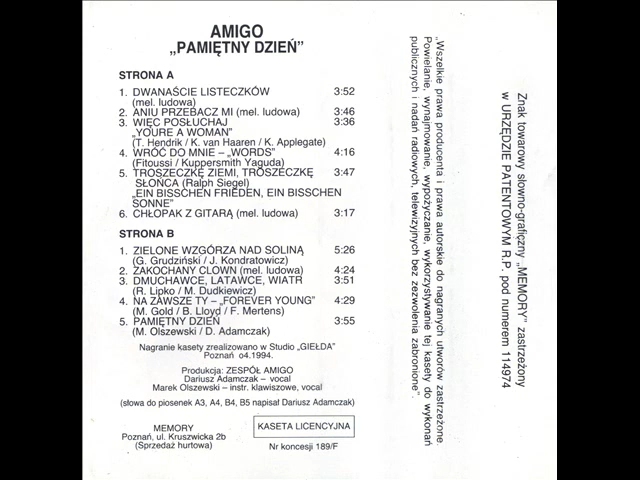 AMIGO
„PAMIĘTNY DZIEŃ"
STRONA A
1. DWANAŚCIE LISTECZKÓW 3:52
(mel. ludowa)
2. ANIU PRZEBACZ MI (mel. ludowa) 3:46
3. WIĘC POSŁUCHAJ 3:36
„YOURE A WOMAN"
(T. Hendrik / K. van Haaren / K. Applegate)
4. WRÓĆ DO MNIE – „WORDS" 4:16
(Fitoussi / Kuppersmith Yaguda)
5. TROSZECZKĘ ZIEMI, TROSZECZKĘ 3:47
SŁOŃCA (Ralph Siegel)
„EIN BISSCHEN FRIEDEN, EIN BISSCHEN
SONNE"
6. CHŁOPAK Z GITARĄ (mel. ludowa) 3:17
STRONA B
1. ZIELONE WZGÓRZA NAD SOLINĄ 5:26
(G. Grudziński / J. Kondratowicz)
2. ZAKOCHANY CLOWN (mel. ludowa) 4:24
3. DMUCHAWCE, LATAWCE, WIATR 3:51
(R. Lipko / M. Dudkiewicz)
4. NA ZAWSZE TY – „FOREVER YOUNG" 4:29
(M. Gold / B. Lloyd / F. Mertens)
5. PAMIĘTNY DZIEŃ 3:55
(M. Olszewski / D. Adamczak)
Nagranie kasety zrealizowano w Studio „GIEŁDA"
Poznań o4.1994.
Produkcja: ZESPÓŁ AMIGO
Dariusz Adamczak – vocal
Marek Olszewski – instr. klawiszowe, vocal
(słowa do piosenek A3, A4, B4, B5 napisał Dariusz Adamczak)
MEMORY
Poznań, ul. Kruszwicka 2b
(Sprzedaż hurtowa)
KASETA LICENCYJNA
Nr koncesji 189/F
„Wszelkie prawa producenta i prawa autorskie do nagranych utworów zastrzeżone.
Powielanie, wynajmowanie, wypożyczanie, wykorzystywanie tej kasety do wykonań
publicznych i nadań radiowych, telewizyjnych bez zezwolenia zabronione".
Znak towarowy słowno-graficzny „MEMORY" zastrzeżony
w URZĘDZIE PATENTOWYM R.P. pod numerem 114974